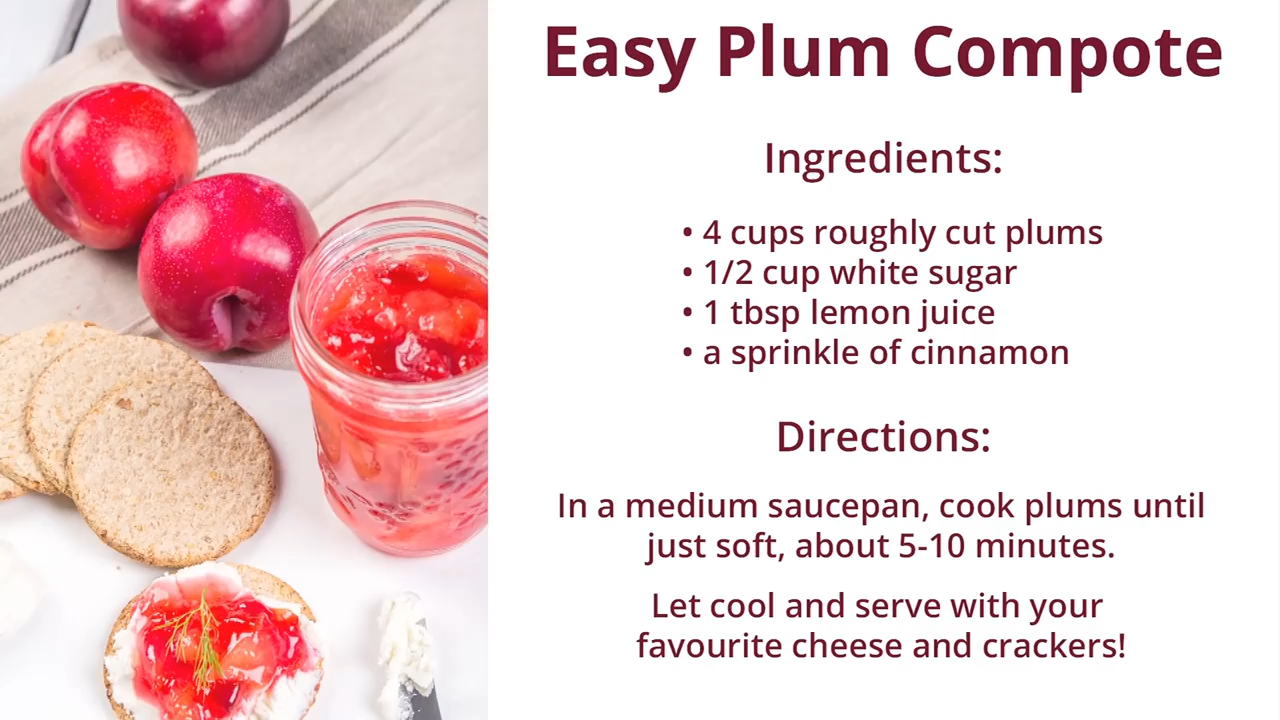 Easy Plum Compote
Ingredients:
• 4 cups roughly cut plums
• 1/2 cup white sugar
• 1 tbsp lemon juice
• a sprinkle of cinnamon
Directions:
In a medium saucepan, cook plums until
just soft, about 5-10 minutes.
Let cool and serve with your
favourite cheese and crackers!